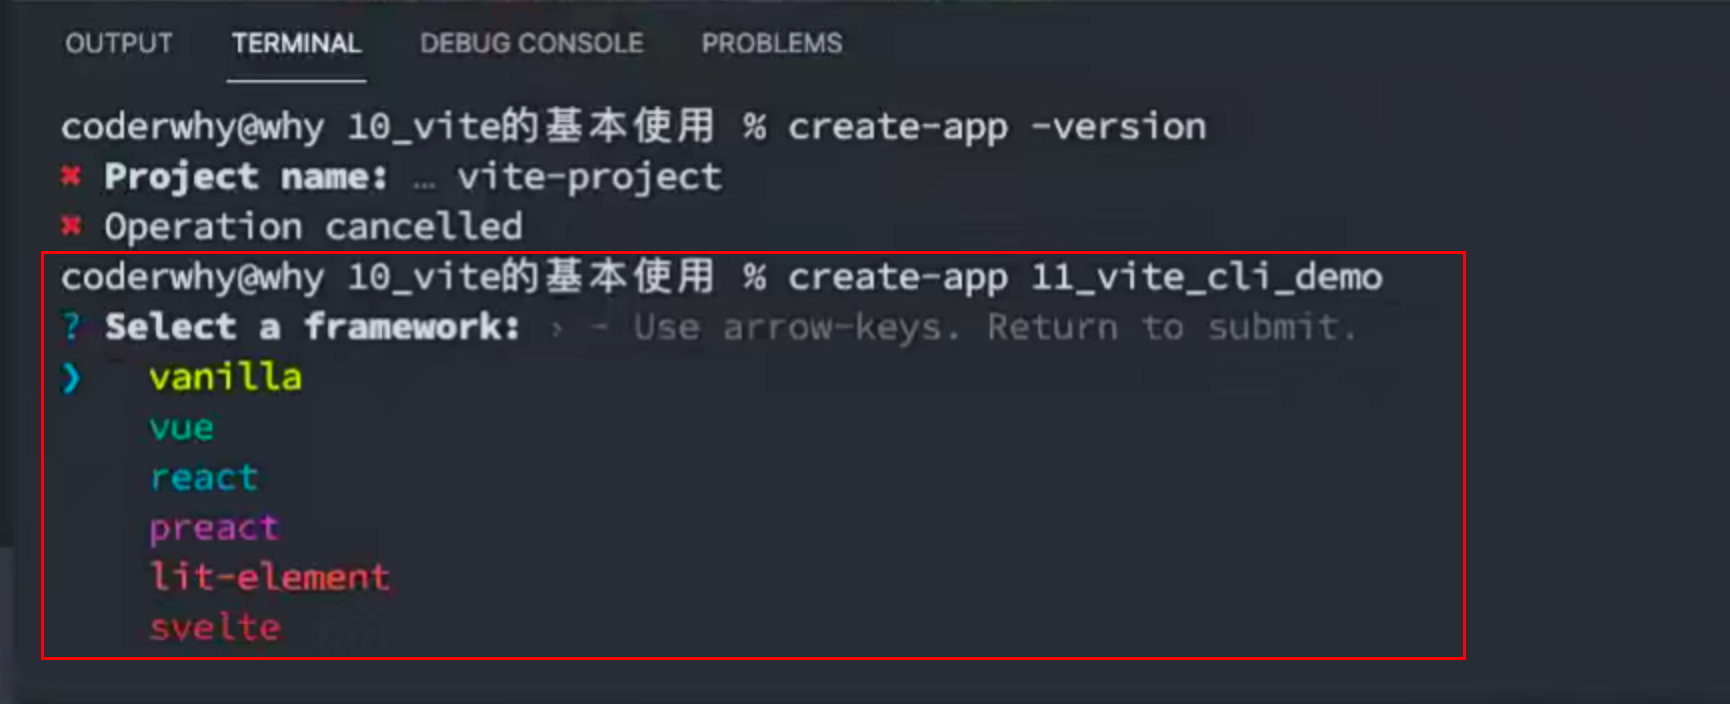 OUTPUT TERMINAL DEBUG CONSOLE PROBLEMS
coderwhy@why 10_vite的基本使用 % create-app -version
✖ Project name: … vite-project
✖ Operation cancelled
coderwhy@why 10_vite的基本使用 % create-app 11_vite_cli_demo
? Select a framework: › - Use arrow-keys. Return to submit.
❯ vanilla
vue
react
preact
lit-element
svelte